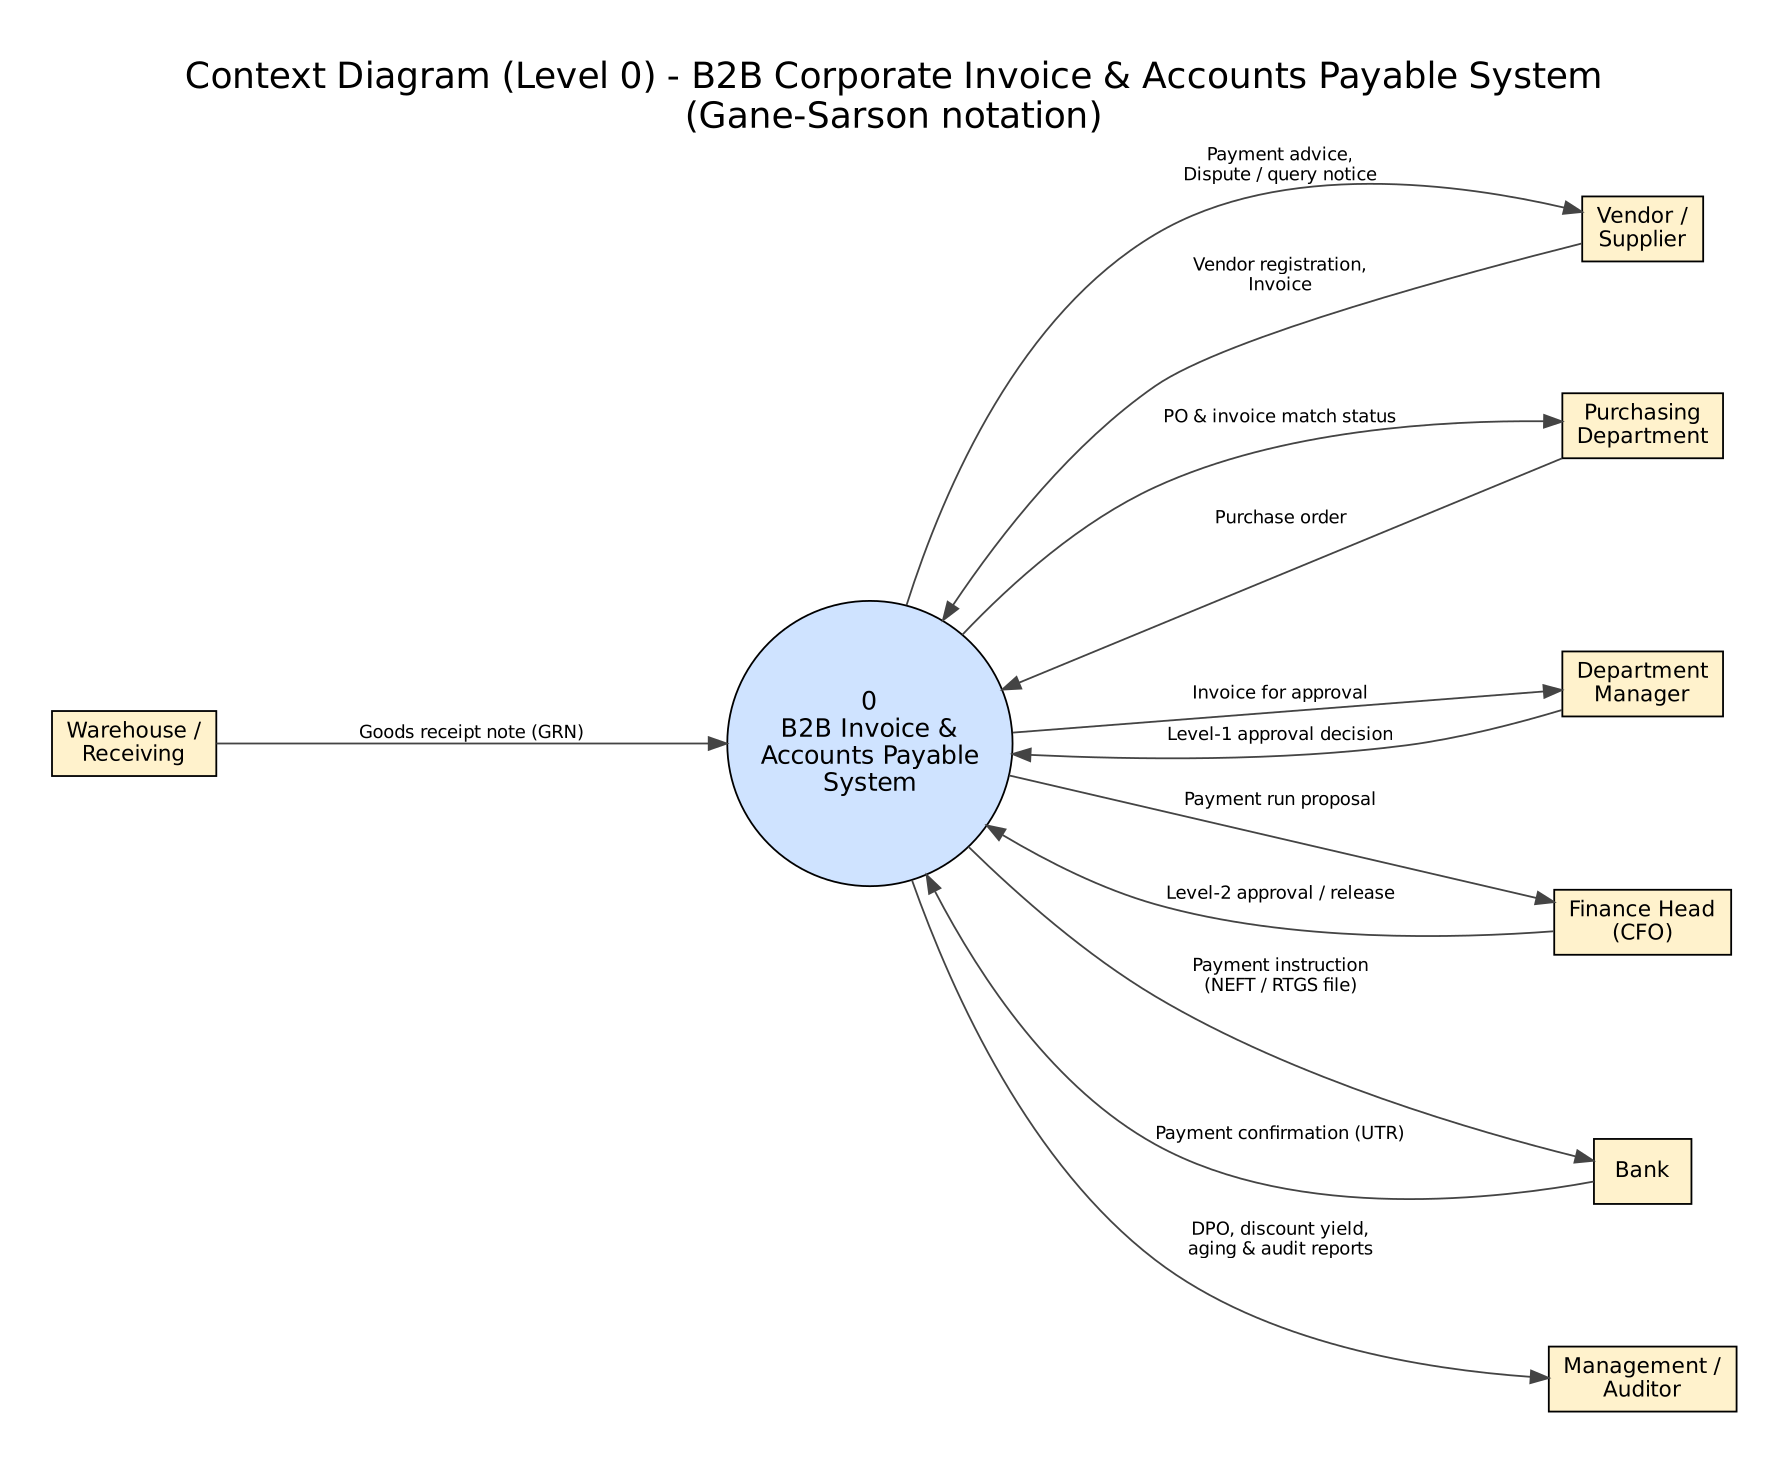 Context Diagram (Level 0) - B2B Corporate Invoice & Accounts Payable System
(Gane-Sarson notation)
Payment advice,
Dispute / query notice
Vendor /
Supplier
Vendor registration,
Invoice
PO & invoice match status
Purchasing
Department
Purchase order
Department
Manager
Invoice for approval
Level-1 approval decision
Warehouse /
Receiving
Goods receipt note (GRN)
0
B2B Invoice &
Accounts Payable
System
Payment run proposal
Level-2 approval / release
Finance Head
(CFO)
Payment instruction
(NEFT / RTGS file)
Payment confirmation (UTR)
Bank
DPO, discount yield,
aging & audit reports
Management /
Auditor